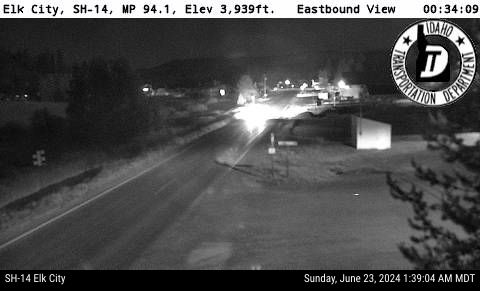 Elk City, SH-14, MP 94.1, Elev 3,939ft. Eastbound View 00:34:09
IDAHO
TRANSPORTATION DEPARTMENT
SH-14 Elk City Sunday, June 23, 2024 1:39:04 AM MDT